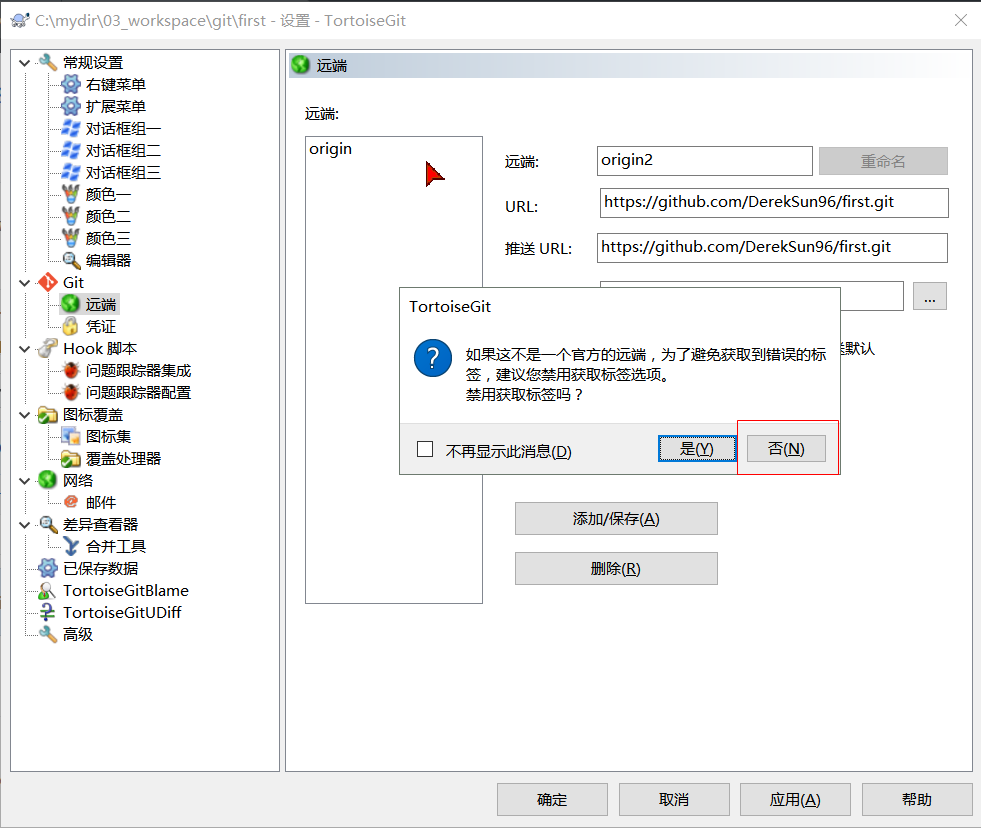 C:\mydir\03_workspace\git\first - 设置 - TortoiseGit
常规设置
右键菜单
扩展菜单
对话框组一
对话框组二
对话框组三
颜色一
颜色二
颜色三
编辑器
Git
远端
凭证
Hook 脚本
问题跟踪器集成
问题跟踪器配置
图标覆盖
图标集
覆盖处理器
网络
邮件
差异查看器
合并工具
已保存数据
TortoiseGitBlame
TortoiseGitUDiff
高级
远端
远端:
origin
远端:
origin2
重命名
URL:
https://github.com/DerekSun96/first.git
推送 URL:
https://github.com/DerekSun96/first.git
...
默认
TortoiseGit
如果这不是一个官方的远端，为了避免获取到错误的标
签，建议您禁用获取标签选项。
禁用获取标签吗？
不再显示此消息(D)
是(Y)
否(N)
添加/保存(A)
删除(R)
确定
取消
应用(A)
帮助